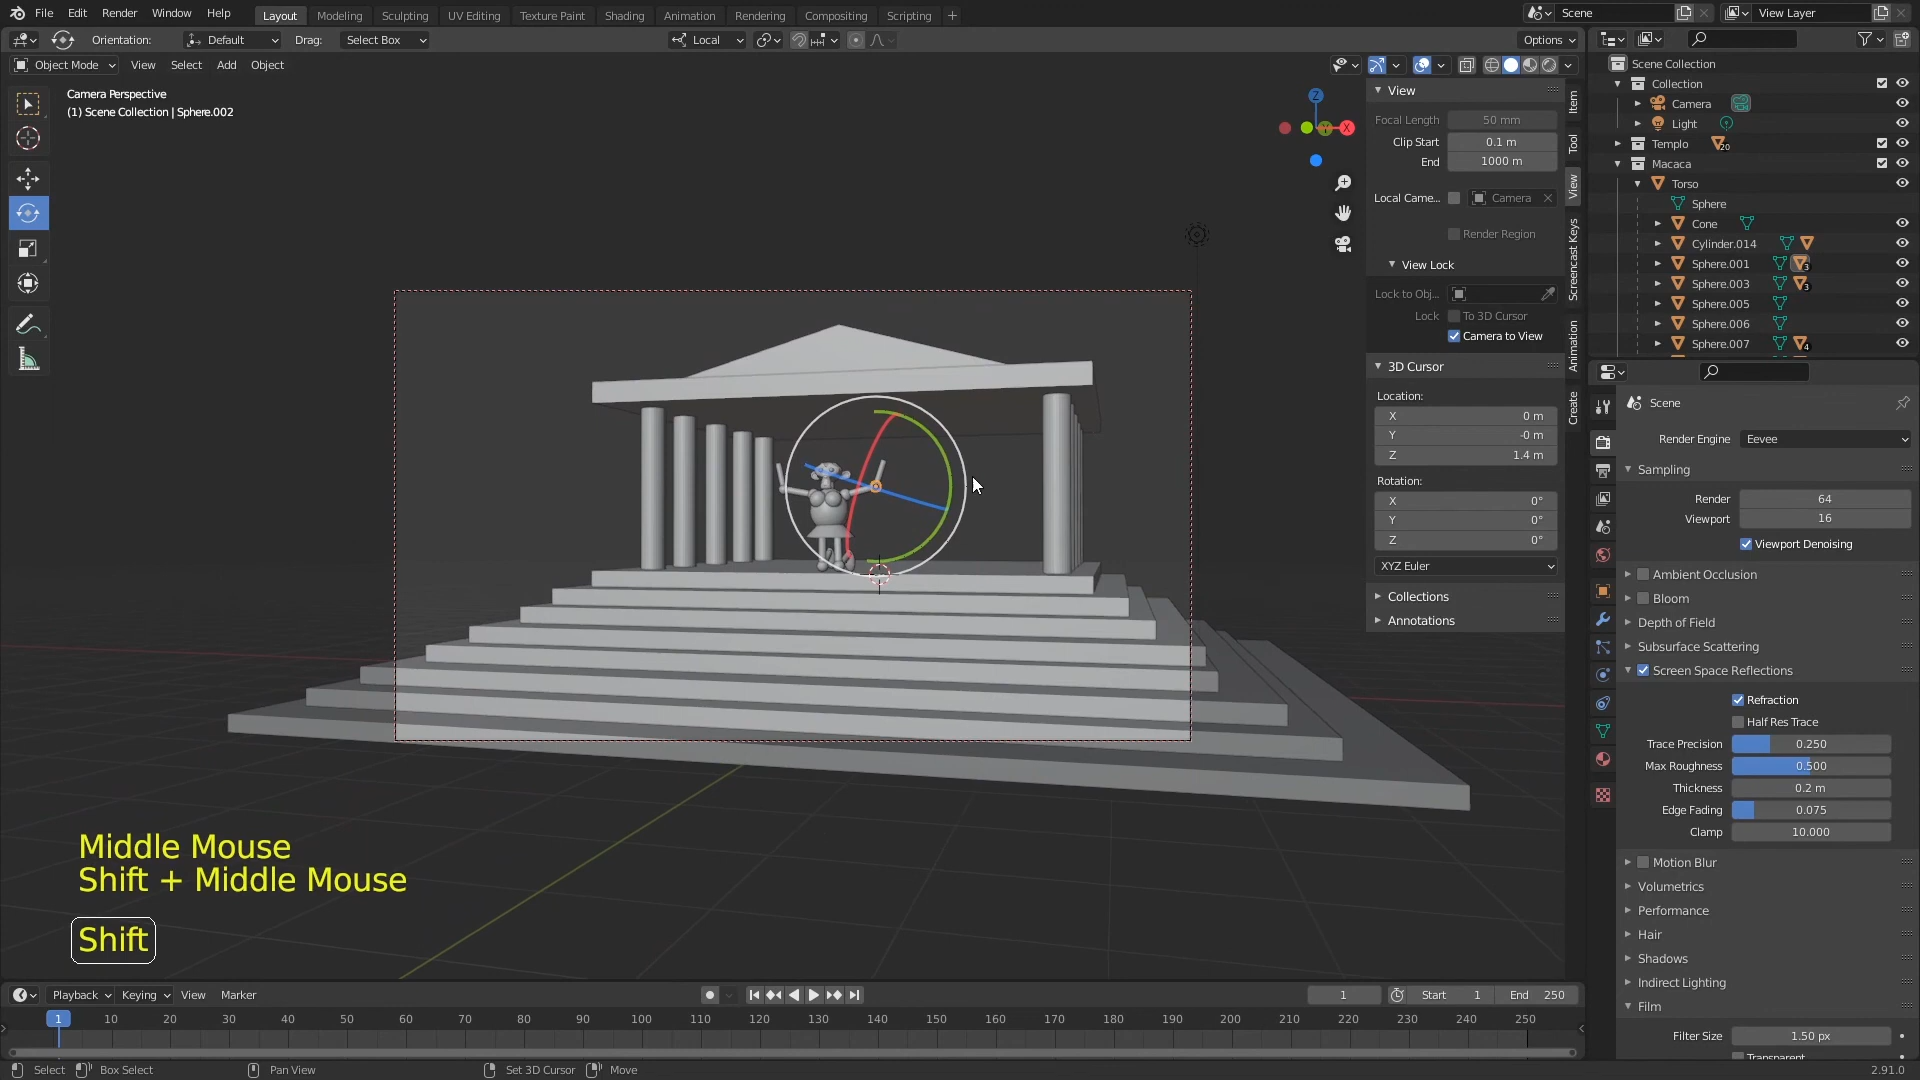 File Edit Render Window Help Layout Modeling Sculpting UV Editing Texture Paint Shading Animation Rendering Compositing Scripting + Scene View Layer
Orientation: Default Drag: Select Box Local Options
Object Mode View Select Add Object
Camera Perspective
(1) Scene Collection | Sphere.002
Z
X
View
Focal Length 50 mm
Clip Start 0.1 m
End 1000 m
Local Came... Camera
Render Region
View Lock
Lock to Obj...
Lock To 3D Cursor
Camera to View
3D Cursor
Location:
X 0 m
Y -0 m
Z 1.4 m
Rotation:
X 0°
Y 0°
Z 0°
XYZ Euler
Collections
Annotations
Item
Tool
View
Screencast Keys
Animation
Create
Scene Collection
Collection
Camera
Light
Templo 20
Macaca
Torso
Sphere
Cone
Cylinder.014
Sphere.001 3
Sphere.003 3
Sphere.005
Sphere.006
Sphere.007 4
Scene
Render Engine Eevee
Sampling
Render 64
Viewport 16
Viewport Denoising
Ambient Occlusion
Bloom
Depth of Field
Subsurface Scattering
Screen Space Reflections
Refraction
Half Res Trace
Trace Precision 0.250
Max Roughness 0.500
Thickness 0.2 m
Edge Fading 0.075
Clamp 10.000
Motion Blur
Volumetrics
Performance
Hair
Shadows
Indirect Lighting
Film
Filter Size 1.50 px
Transparent
Middle Mouse
Shift + Middle Mouse
Shift
Playback Keying View Marker 1 Start 1 End 250
1 10 20 30 40 50 60 70 80 90 100 110 120 130 140 150 160 170 180 190 200 210 220 230 240 250
Select Box Select Pan View Set 3D Cursor Move 2.91.0